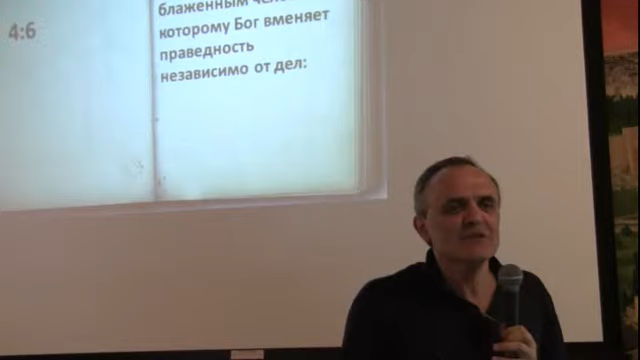 4:6
блаженным
которому Бог вменяет
праведность
независимо от дел: